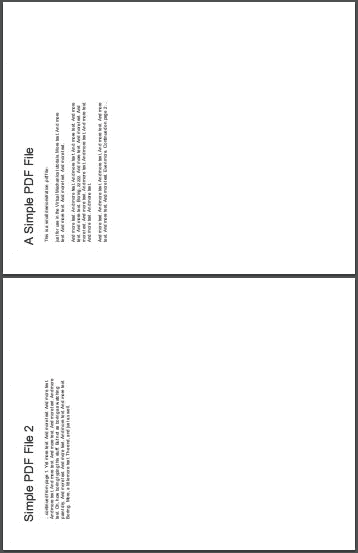 A Simple PDF File
This is a small demonstration .pdf file -
just for use in the Virtual Mechanics tutorials. More text. And more
text. And more text. And more text. And more text.
And more text. And more text. And more text. And more text. And more
text. And more text. Boring, zzzzz. And more text. And more text. And
more text. And more text. And more text. And more text. And more text.
And more text. And more text.
And more text. And more text. And more text. And more text. And more
text. And more text. And more text. Even more. Continued on page 2 ...
Simple PDF File 2
...continued from page 1. Yet more text. And more text. And more text.
And more text. And more text. And more text. And more text. And more
text. Oh, how boring typing this stuff. But not as boring as watching
paint dry. And more text. And more text. And more text. And more text.
Boring. More, a little more text. The end, and just as well.